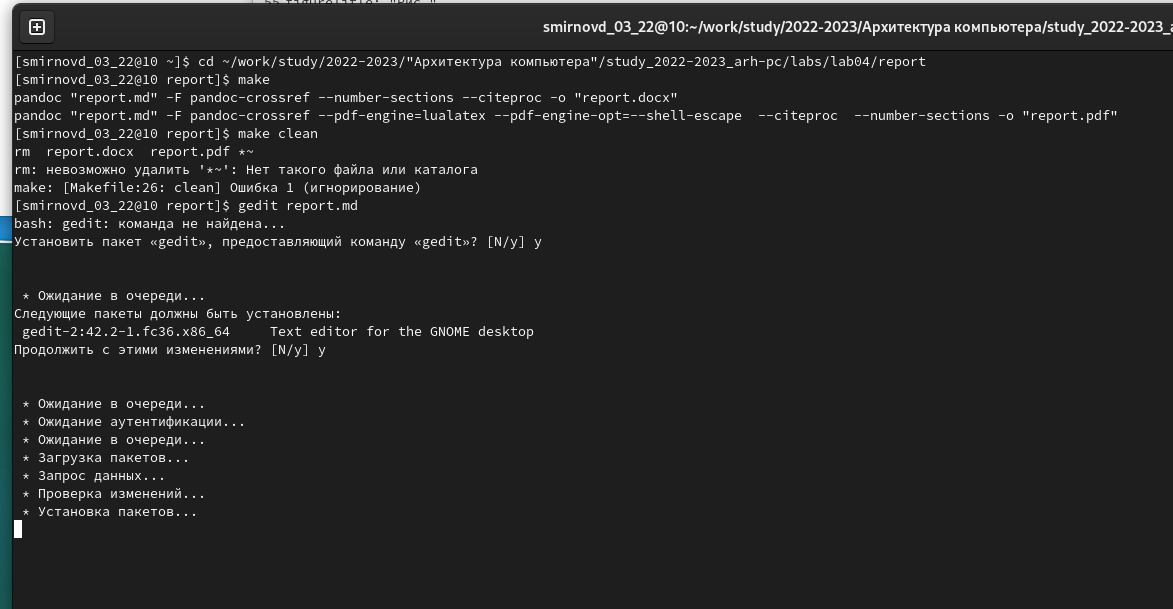 55 figureTitle: "Рис."
smirnovd_03_22@10:~/work/study/2022-2023/Архитектура компьютера/study_2022-2023_a
[smirnovd_03_22@10 ~]$ cd ~/work/study/2022-2023/"Архитектура компьютера"/study_2022-2023_arh-pc/labs/lab04/report
[smirnovd_03_22@10 report]$ make
pandoc "report.md" -F pandoc-crossref --number-sections --citeproc -o "report.docx"
pandoc "report.md" -F pandoc-crossref --pdf-engine=lualatex --pdf-engine-opt=--shell-escape  --citeproc  --number-sections -o "report.pdf"
[smirnovd_03_22@10 report]$ make clean
rm  report.docx  report.pdf *~
rm: невозможно удалить '*~': Нет такого файла или каталога
make: [Makefile:26: clean] Ошибка 1 (игнорирование)
[smirnovd_03_22@10 report]$ gedit report.md
bash: gedit: команда не найдена...
Установить пакет «gedit», предоставляющий команду «gedit»? [N/y] y
* Ожидание в очереди...
Следующие пакеты должны быть установлены:
gedit-2:42.2-1.fc36.x86_64     Text editor for the GNOME desktop
Продолжить с этими изменениями? [N/y] y
* Ожидание в очереди...
* Ожидание аутентификации...
* Ожидание в очереди...
* Загрузка пакетов...
* Запрос данных...
* Проверка изменений...
* Установка пакетов...